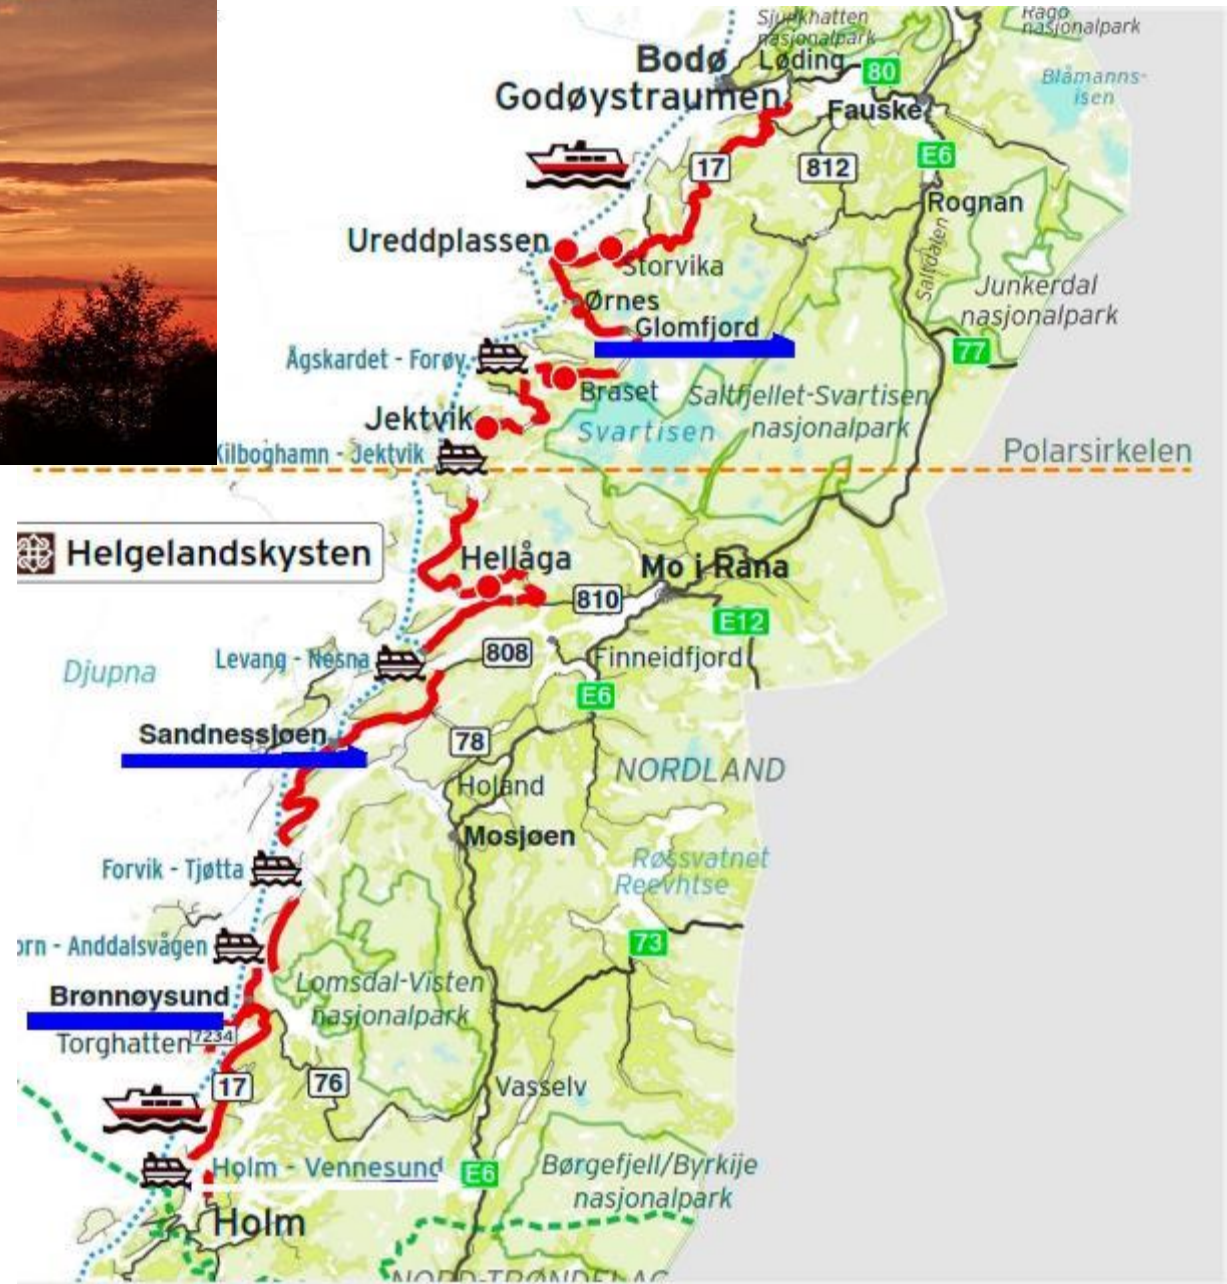 Sjunkhatten
nasjonalpark
Rago
nasjonalpark
Bodø
Løding
80
Blåmanns-
isen
Godøystraumen
Fauske
17
812
E6
Rognan
Ureddplassen
Storvika
Saltdalen
Junkerdal
nasjonalpark
Ørnes
Glomfjord
77
Ågskardet - Forøy
Braset
Saltfjellet-Svartisen
nasjonalpark
Jektvik
Svartisen
Kilboghamn - Jektvik
Polarsirkelen
Helgelandskysten
Hellåga
Mo i Rana
810
E12
808
Levang - Nesna
Finneidfjord
Djupna
E6
Sandnessjøen
78
NORDLAND
Holand
Mosjøen
Forvik - Tjøtta
Røssvatnet
Reevhtse
orn - Anddalsvågen
73
Brønnøysund
Lomsdal-Visten
nasjonalpark
Torghatten
7234
17
76
Vasselv
Holm - Vennesund
E6
Børgefjell/Byrkije
nasjonalpark
Holm
NORD-TRØNDELAG